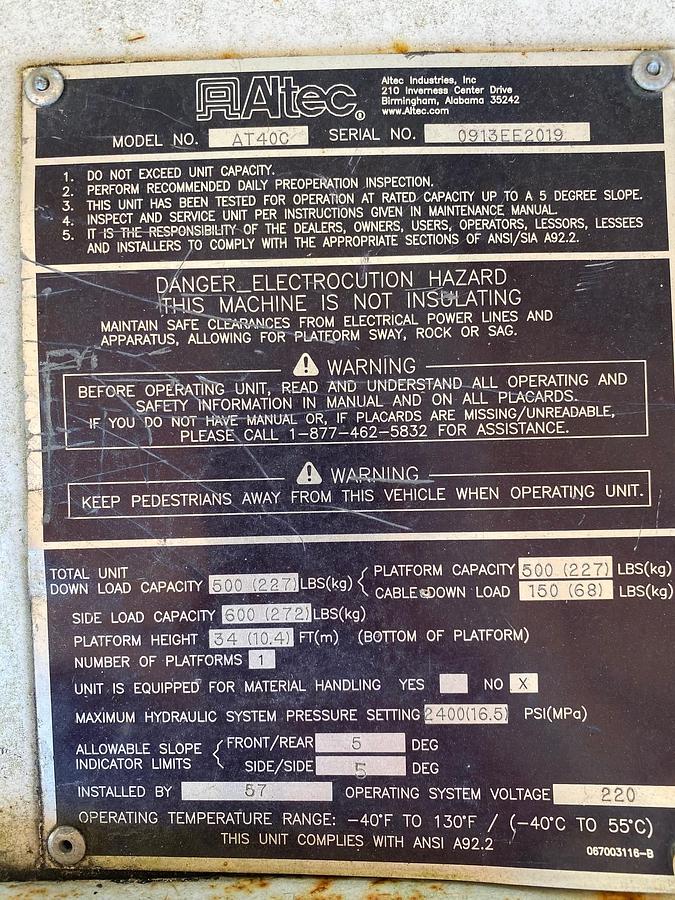 Altec®
Altec Industries, Inc
210 Inverness Center Drive
Birmingham, Alabama 35242
www.Altec.com
MODEL NO. AT40C SERIAL NO. 0913EE2019
1. DO NOT EXCEED UNIT CAPACITY.
2. PERFORM RECOMMENDED DAILY PREOPERATION INSPECTION.
3. THIS UNIT HAS BEEN TESTED FOR OPERATION AT RATED CAPACITY UP TO A 5 DEGREE SLOPE.
4. INSPECT AND SERVICE UNIT PER INSTRUCTIONS GIVEN IN MAINTENANCE MANUAL.
5. IT IS THE RESPONSIBILITY OF THE DEALERS, OWNERS, USERS, OPERATORS, LESSORS, LESSEES
AND INSTALLERS TO COMPLY WITH THE APPROPRIATE SECTIONS OF ANSI/SIA A92.2.
DANGER ELECTROCUTION HAZARD
THIS MACHINE IS NOT INSULATING
MAINTAIN SAFE CLEARANCES FROM ELECTRICAL POWER LINES AND
APPARATUS, ALLOWING FOR PLATFORM SWAY, ROCK OR SAG.
WARNING
BEFORE OPERATING UNIT, READ AND UNDERSTAND ALL OPERATING AND
SAFETY INFORMATION IN MANUAL AND ON ALL PLACARDS.
IF YOU DO NOT HAVE MANUAL OR, IF PLACARDS ARE MISSING/UNREADABLE,
PLEASE CALL 1-877-462-5832 FOR ASSISTANCE.
WARNING
KEEP PEDESTRIANS AWAY FROM THIS VEHICLE WHEN OPERATING UNIT.
TOTAL UNIT
DOWN LOAD CAPACITY 500 (227) LBS(kg)
PLATFORM CAPACITY 500 (227) LBS(kg)
CABLE DOWN LOAD 150 (68) LBS(kg)
SIDE LOAD CAPACITY 600 (272) LBS(kg)
PLATFORM HEIGHT 34 (10.4) FT(m) (BOTTOM OF PLATFORM)
NUMBER OF PLATFORMS 1
UNIT IS EQUIPPED FOR MATERIAL HANDLING YES NO X
MAXIMUM HYDRAULIC SYSTEM PRESSURE SETTING 2400(16.5) PSI(MPa)
ALLOWABLE SLOPE
INDICATOR LIMITS
FRONT/REAR 5 DEG
SIDE/SIDE 5 DEG
INSTALLED BY 57 OPERATING SYSTEM VOLTAGE 220
OPERATING TEMPERATURE RANGE: -40°F TO 130°F / (-40°C TO 55°C)
THIS UNIT COMPLIES WITH ANSI A92.2
067003116-B